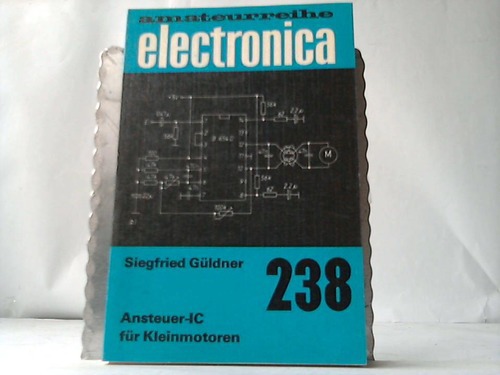 amateurreihe
electronica
M
Siegfried Güldner
238
Ansteuer-IC
für Kleinmotoren